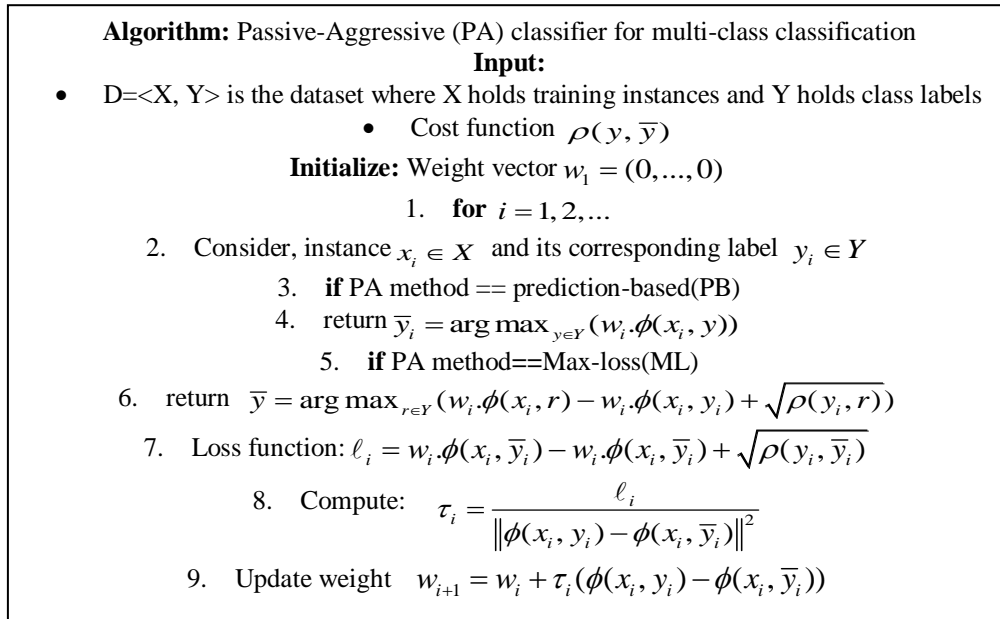 Algorithm: Passive-Aggressive (PA) classifier for multi-class classification
Input:
• D=<X, Y> is the dataset where X holds training instances and Y holds class labels
• Cost function ρ(y, ȳ)
Initialize: Weight vector w₁ = (0,...,0)
1. for i = 1, 2,...
2. Consider, instance xᵢ ∈ X and its corresponding label yᵢ ∈ Y
3. if PA method == prediction-based(PB)
4. return ȳᵢ = arg max_{y∈Y} (wᵢ.ϕ(xᵢ, y))
5. if PA method==Max-loss(ML)
6. return ȳ = arg max_{r∈Y} (wᵢ.ϕ(xᵢ, r) − wᵢ.ϕ(xᵢ, yᵢ) + √ρ(yᵢ, r))
7. Loss function: ℓᵢ = wᵢ.ϕ(xᵢ, ȳᵢ) − wᵢ.ϕ(xᵢ, ȳᵢ) + √ρ(yᵢ, ȳᵢ)
8. Compute: τᵢ = ℓᵢ / ‖ϕ(xᵢ, yᵢ) − ϕ(xᵢ, ȳᵢ)‖²
9. Update weight wᵢ₊₁ = wᵢ + τᵢ(ϕ(xᵢ, yᵢ) − ϕ(xᵢ, ȳᵢ))